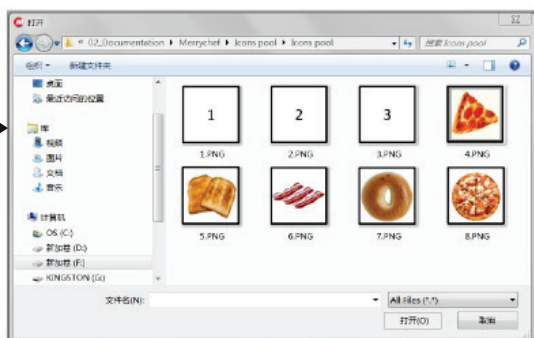 打开
« 02_Documentation ▸ Merrychef ▸ Icons pool ▸ Icons pool
搜索 Icons pool
组织 新建文件夹
桌面
最近访问的位置
库
视频
图片
文档
音乐
计算机
OS (C:)
新加卷 (D:)
新加卷 (F:)
KINGSTON (G:)
1
2
3
1.PNG
2.PNG
3.PNG
4.PNG
5.PNG
6.PNG
7.PNG
8.PNG
文件名(N):
All Files (*.*)
打开(O)
取消